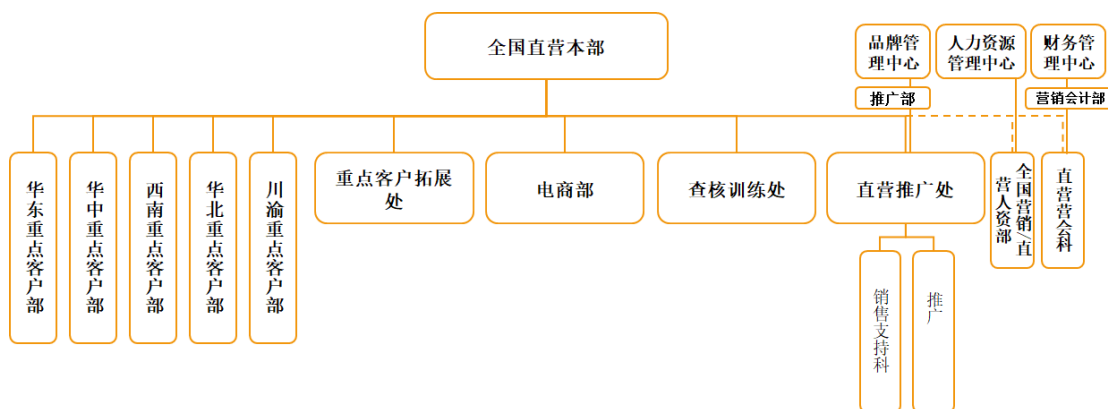 全国直营本部
品牌管
理中心
人力资源
管理中心
财务管
理中心
推广部
营销会计部
华东重点客户部
华中重点客户部
西南重点客户部
华北重点客户部
川渝重点客户部
重点客户拓展
处
电商部
查核训练处
直营推广处
全国营销/直
营人资部
直营营会科
销售支持科
推广